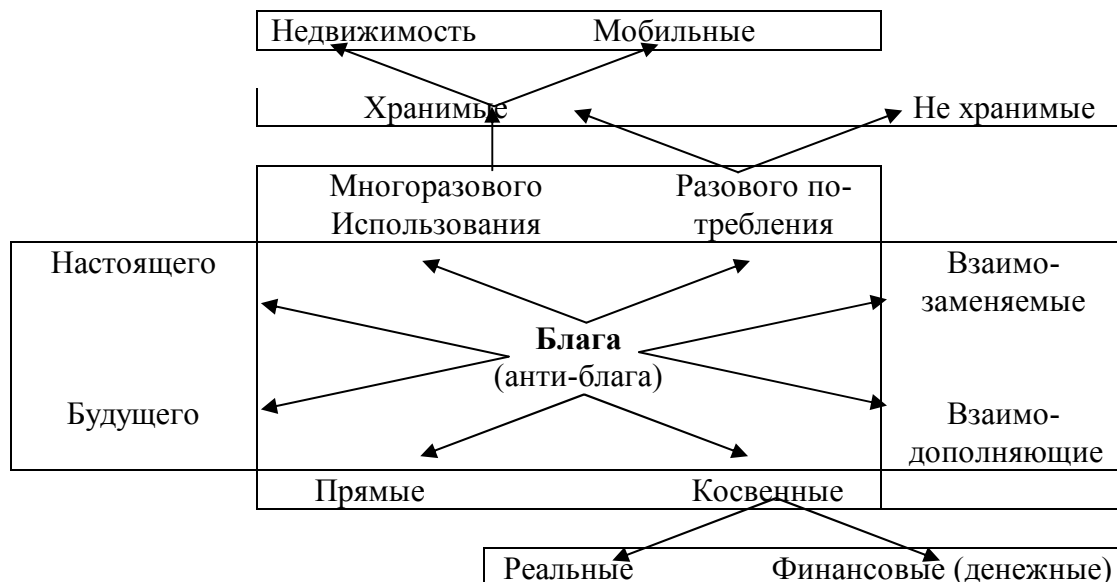 Недвижимость Мобильные
Хранимые Не хранимые
Многоразового Разового по-
Использования требления
Настоящего Взаимо-
заменяемые
Блага
(анти-блага)
Будущего Взаимо-
дополняющие
Прямые Косвенные
Реальные Финансовые (денежные)